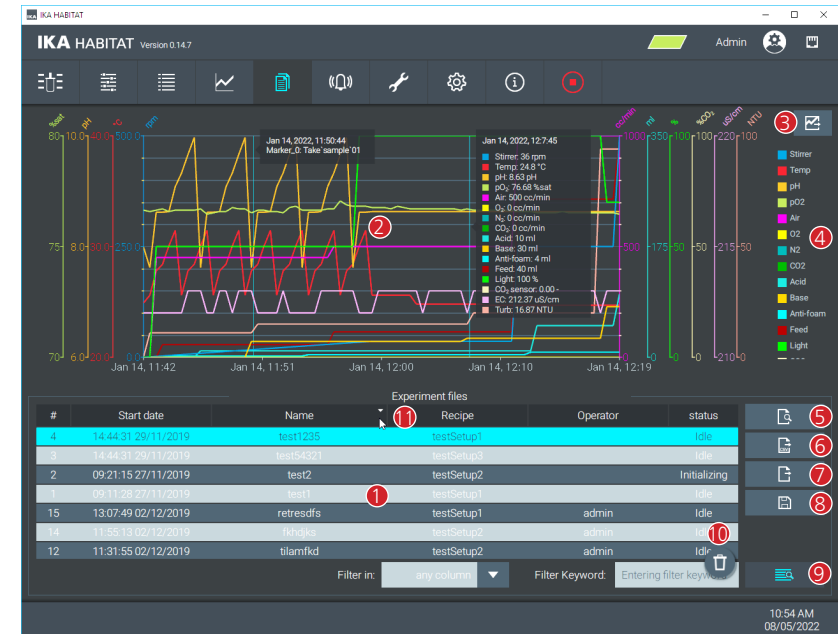 IKA HABITAT
IKA HABITAT Version 0.14.7
Admin
%sat pH °C rpm
cc/min ml % %CO₂ uS/cm NTU
80 10.0 40.0 500.0
1000 350 100 100 220 100
75 8.0 30.0 250.0
500 175 50 50 215 50
70 6.0 20.0 0.0
0 0 0 0 210 0
Jan 14, 11:42
Jan 14, 11:51
Jan 14, 12:00
Jan 14, 12:10
Jan 14, 12:19
Jan 14, 2022, 11:50:44
Marker_0: Take`sample`01
Jan 14, 2022, 12:7:45
Stirrer: 36 rpm
Temp: 24.8 °C
pH: 8.63 pH
pO₂: 76.68 %sat
Air: 500 cc/min
O₂: 0 cc/min
N₂: 0 cc/min
CO₂: 0 cc/min
Acid: 10 ml
Base: 30 ml
Anti-foam: 4 ml
Feed: 40 ml
Light: 100 %
CO₂ sensor: 0.00 -
EC: 212.37 uS/cm
Turb: 16.87 NTU
2
3
Stirrer
Temp
pH
pO2
Air
O2
4
N2
CO2
Acid
Base
Anti-foam
Feed
Light
Experiment files
# Start date Name 11 Recipe Operator status
4 14:44:31 29/11/2019 test1235 testSetup1 Idle
3 14:44:31 29/11/2019 test54321 testSetup3 Idle
2 09:21:15 27/11/2019 test2 testSetup2 Initializing
1 09:11:28 27/11/2019 test1 testSetup1 Idle
1
15 13:07:49 02/12/2019 retresdfs testSetup1 admin Idle
14 11:55:13 02/12/2019 fkhdjks testSetup2 admin Idle
12 11:31:55 02/12/2019 tilamfkd testSetup2 admin
10
5
CSV 6
7
8
Filter in: any column Filter Keyword: Entering filter
9
10:54 AM
08/05/2022